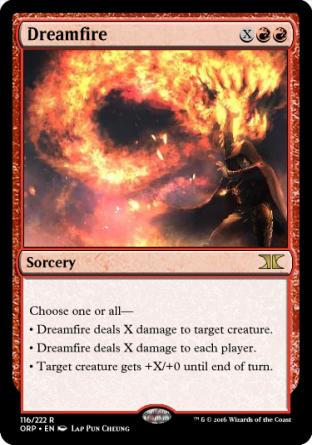 Dreamfire XRR
Sorcery
Choose one or all—
• Dreamfire deals X damage to target creature.
• Dreamfire deals X damage to each player.
• Target creature gets +X/+0 until end of turn.
116/222 R
ORP • EN LAP PUN CHEUNG
™ & © 2016 Wizards of the Coast